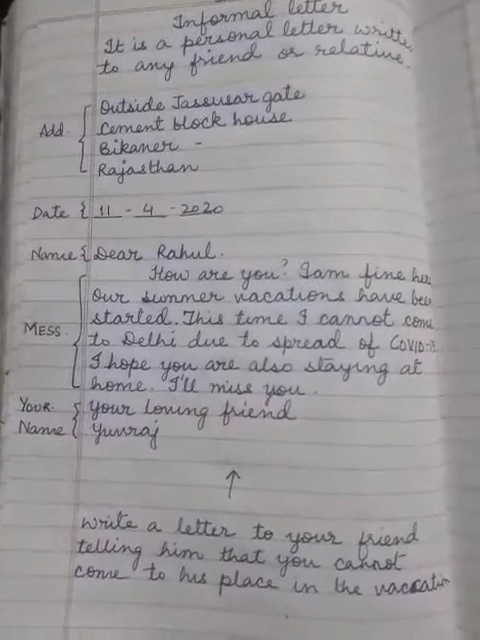 Informal letter
It is a personal letter written
to any friend or relative.
Add. Outside Jassusar gate
Cement block house
Bikaner -
Rajasthan
Date 11 - 4 - 2020
Name Dear Rahul.
How are you? I am fine here
our summer vacations have been
MESS. started. This time I cannot come
to Delhi due to spread of COVID-19.
I hope you are also staying at
home. I'll miss you.
YOUR. Your Loving friend
Name Yuvraj
↑
write a letter to your friend
telling him that you cannot
come to his place in the vacation